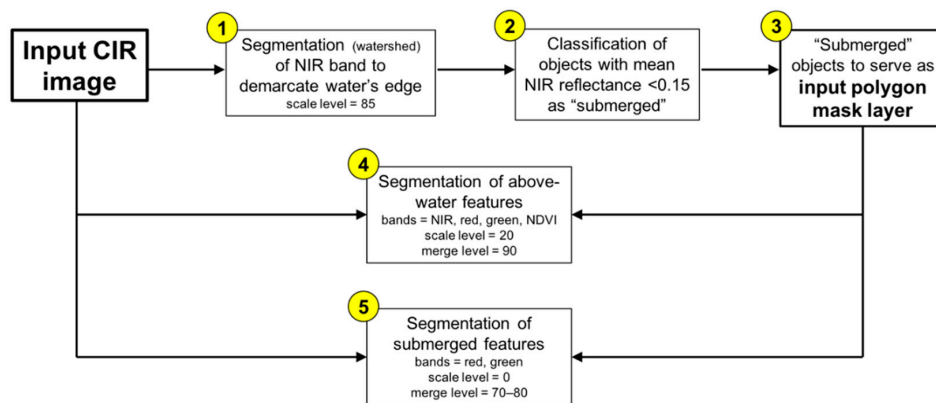 Input CIR
image
1
Segmentation (watershed)
of NIR band to
demarcate water's edge
scale level = 85
2
Classification of
objects with mean
NIR reflectance <0.15
as “submerged”
3
“Submerged”
objects to serve as
input polygon
mask layer
4
Segmentation of above-
water features
bands = NIR, red, green, NDVI
scale level = 20
merge level = 90
5
Segmentation of
submerged features
bands = red, green
scale level = 0
merge level = 70–80